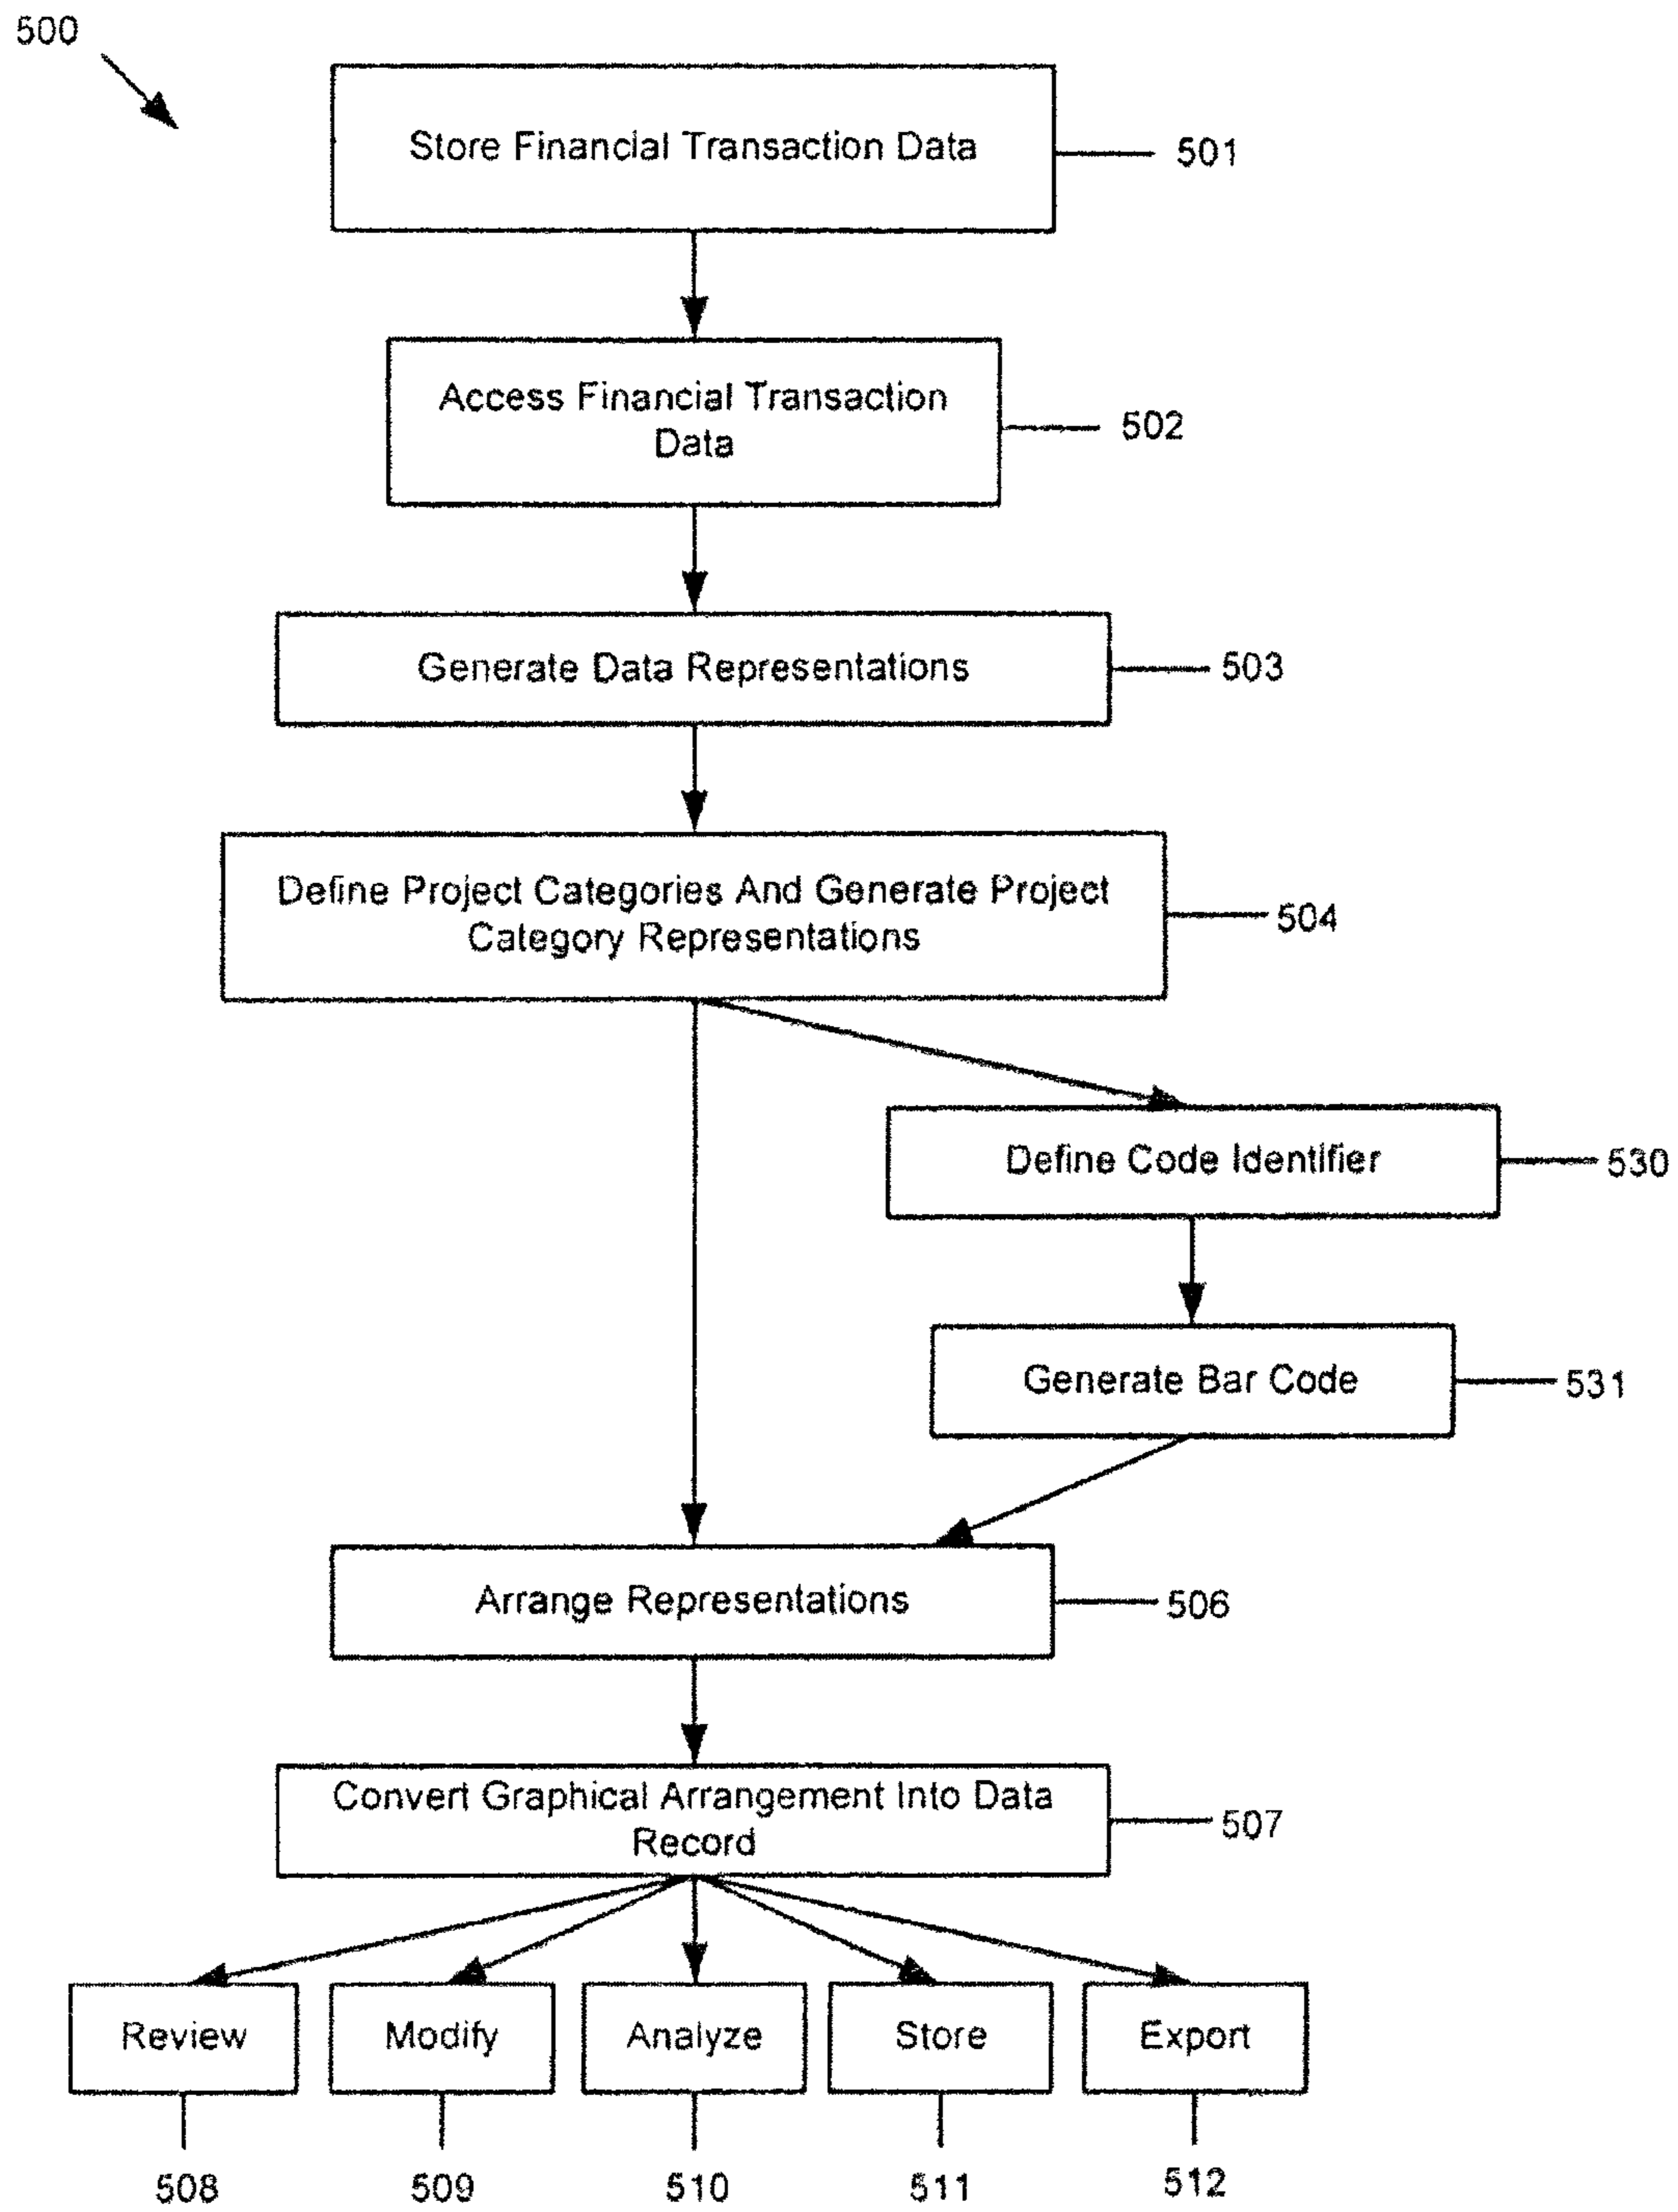 500
Store Financial Transaction Data
501
Access Financial Transaction
Data
502
Generate Data Representations
503
Define Project Categories And Generate Project
Category Representations
504
Define Code Identifier
530
Generate Bar Code
531
Arrange Representations
506
Convert Graphical Arrangement Into Data
Record
507
Review
Modify
Analyze
Store
Export
508
509
510
511
512